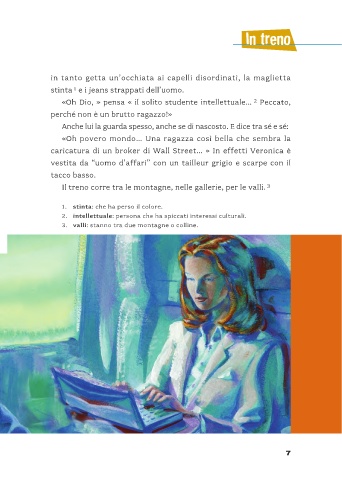 In treno
in tanto getta un'occhiata ai capelli disordinati, la maglietta
stinta 1 e i jeans strappati dell'uomo.
«Oh Dio, » pensa « il solito studente intellettuale... 2 Peccato,
perché non è un brutto ragazzo!»
Anche lui la guarda spesso, anche se di nascosto. E dice tra sé e sé:
«Oh povero mondo... Una ragazza così bella che sembra la
caricatura di un broker di Wall Street... » In effetti Veronica è
vestita da "uomo d'affari" con un tailleur grigio e scarpe con il
tacco basso.
Il treno corre tra le montagne, nelle gallerie, per le valli. 3
1. stinta: che ha perso il colore.
2. intellettuale: persona che ha spiccati interessi culturali.
3. valli: stanno tra due montagne o colline.
7